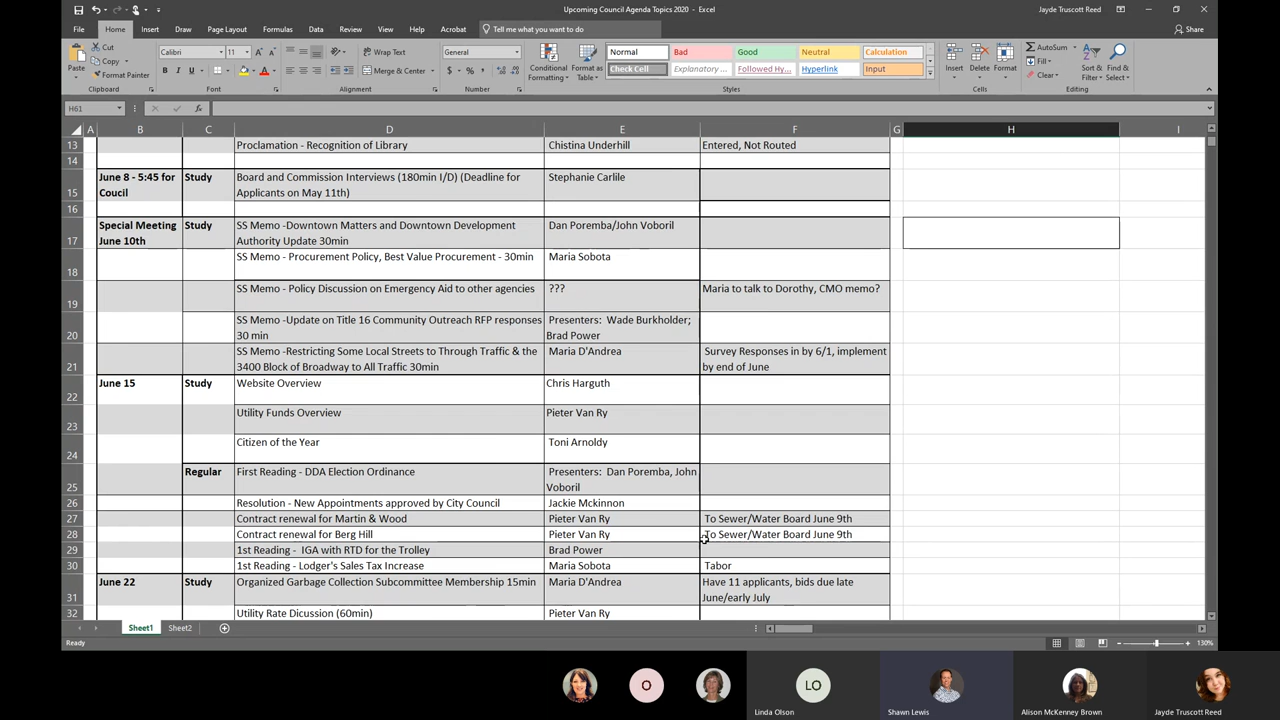 Upcoming Council Agenda Topics 2020 - Excel
Jayde Truscott Reed
File Home Insert Draw Page Layout Formulas Data Review View Help Acrobat Tell me what you want to do
Share
Paste
Cut
Copy
Format Painter
Clipboard
Calibri 11
B I U
Font
Wrap Text
Merge & Center
Alignment
General
$ % ,
Number
Conditional Formatting
Format as Table
Normal Bad Good Neutral Calculation
Check Cell Explanatory ... Followed Hy... Hyperlink Input
Styles
Insert Delete Format
Cells
AutoSum
Fill
Clear
Sort & Filter
Find & Select
Editing
H61
fx
A B C D E F G H I
13 Proclamation - Recognition of Library Chistina Underhill Entered, Not Routed
14
15 June 8 - 5:45 for Coucil Study Board and Commission Interviews (180min I/D) (Deadline for Applicants on May 11th) Stephanie Carlile
16
17 Special Meeting June 10th Study SS Memo -Downtown Matters and Downtown Development Authority Update 30min Dan Poremba/John Voboril
18 SS Memo - Procurement Policy, Best Value Procurement - 30min Maria Sobota
19 SS Memo - Policy Discussion on Emergency Aid to other agencies ??? Maria to talk to Dorothy, CMO memo?
20 SS Memo -Update on Title 16 Community Outreach RFP responses 30 min Presenters: Wade Burkholder; Brad Power
21 SS Memo -Restricting Some Local Streets to Through Traffic & the 3400 Block of Broadway to All Traffic 30min Maria D'Andrea Survey Responses in by 6/1, implement by end of June
22 June 15 Study Website Overview Chris Harguth
23 Utility Funds Overview Pieter Van Ry
24 Citizen of the Year Toni Arnoldy
25 Regular First Reading - DDA Election Ordinance Presenters: Dan Poremba, John Voboril
26 Resolution - New Appointments approved by City Council Jackie Mckinnon
27 Contract renewal for Martin & Wood Pieter Van Ry To Sewer/Water Board June 9th
28 Contract renewal for Berg Hill Pieter Van Ry To Sewer/Water Board June 9th
29 1st Reading - IGA with RTD for the Trolley Brad Power
30 1st Reading - Lodger's Sales Tax Increase Maria Sobota Tabor
31 June 22 Study Organized Garbage Collection Subcommittee Membership 15min Maria D'Andrea Have 11 applicants, bids due late June/early July
32 Utility Rate Dicussion (60min) Pieter Van Ry
Sheet1 Sheet2
Ready
130%
O
LO
Linda Olson
Shawn Lewis
Alison McKenney Brown
Jayde Truscott Reed